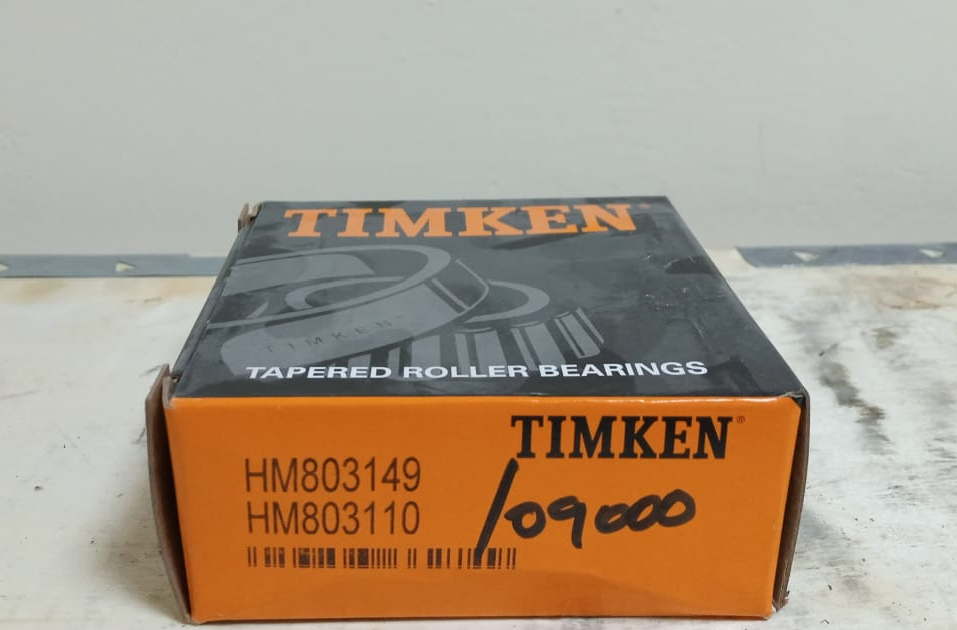 TIMKEN
TIMKEN
TAPERED ROLLER BEARINGS
TIMKEN®
HM803149
HM803110
/09000